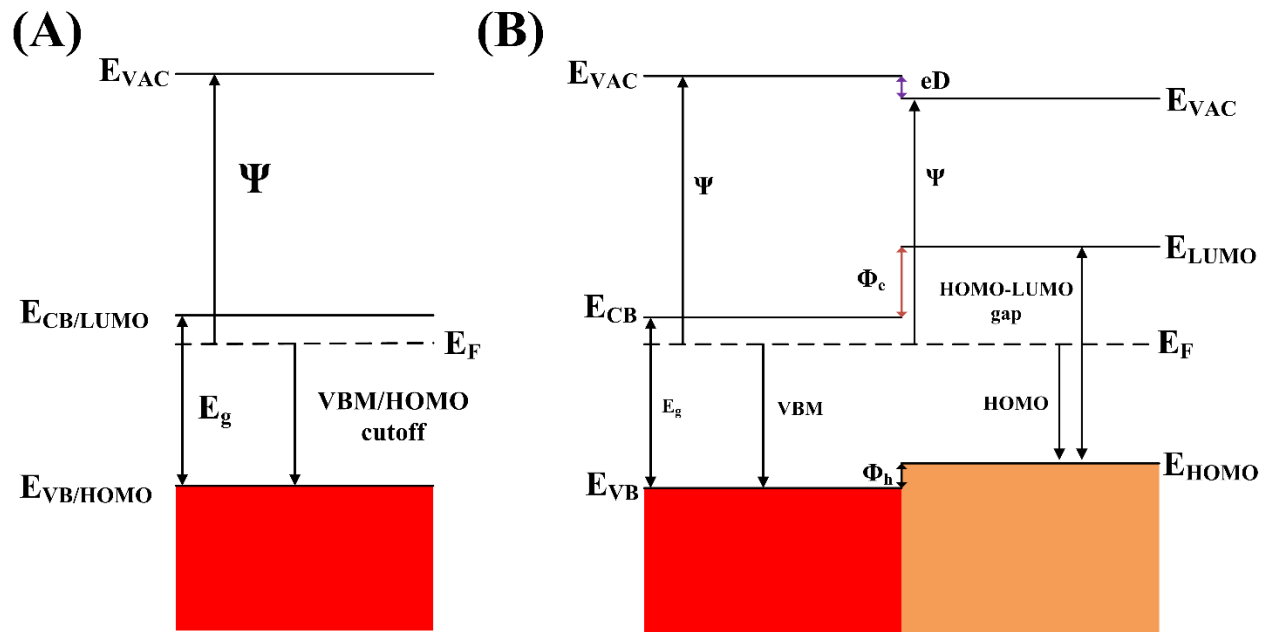 (A)
E_VAC
Ψ
E_CB/LUMO
E_F
E_g
VBM/HOMO
cutoff
E_VB/HOMO
(B)
E_VAC
eD
E_VAC
Ψ
Ψ
E_LUMO
Φ_e
HOMO-LUMO
gap
E_CB
E_F
E_g
VBM
HOMO
Φ_h
E_HOMO
E_VB